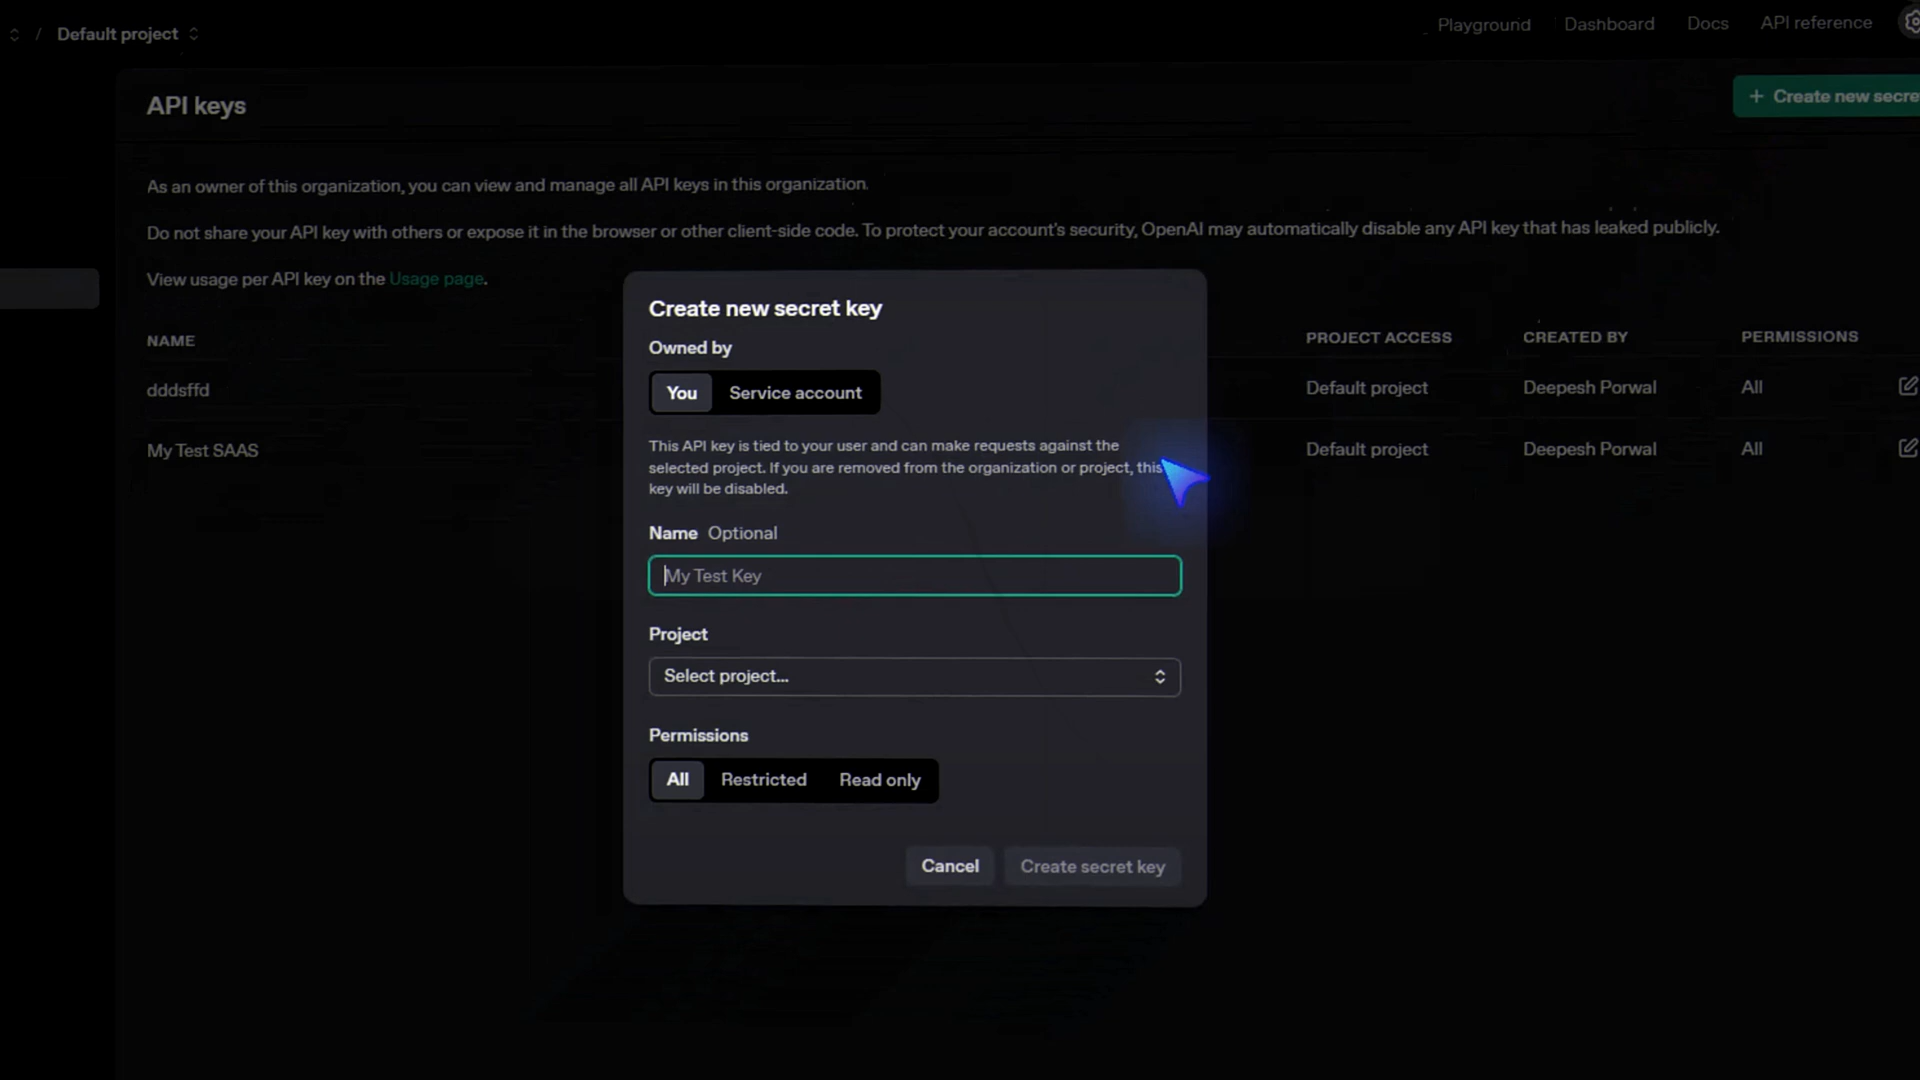 / Default project
Playground Dashboard Docs API reference
API keys
+ Create new secre
As an owner of this organization, you can view and manage all API keys in this organization.
Do not share your API key with others or expose it in the browser or other client-side code. To protect your account's security, OpenAI may automatically disable any API key that has leaked publicly.
View usage per API key on the Usage page.
NAME PROJECT ACCESS CREATED BY PERMISSIONS
dddsffd Default project Deepesh Porwal All
My Test SAAS Default project Deepesh Porwal All
Create new secret key
Owned by
You Service account
This API key is tied to your user and can make requests against the
selected project. If you are removed from the organization or project, this
key will be disabled.
Name Optional
My Test Key
Project
Select project...
Permissions
All Restricted Read only
Cancel Create secret key